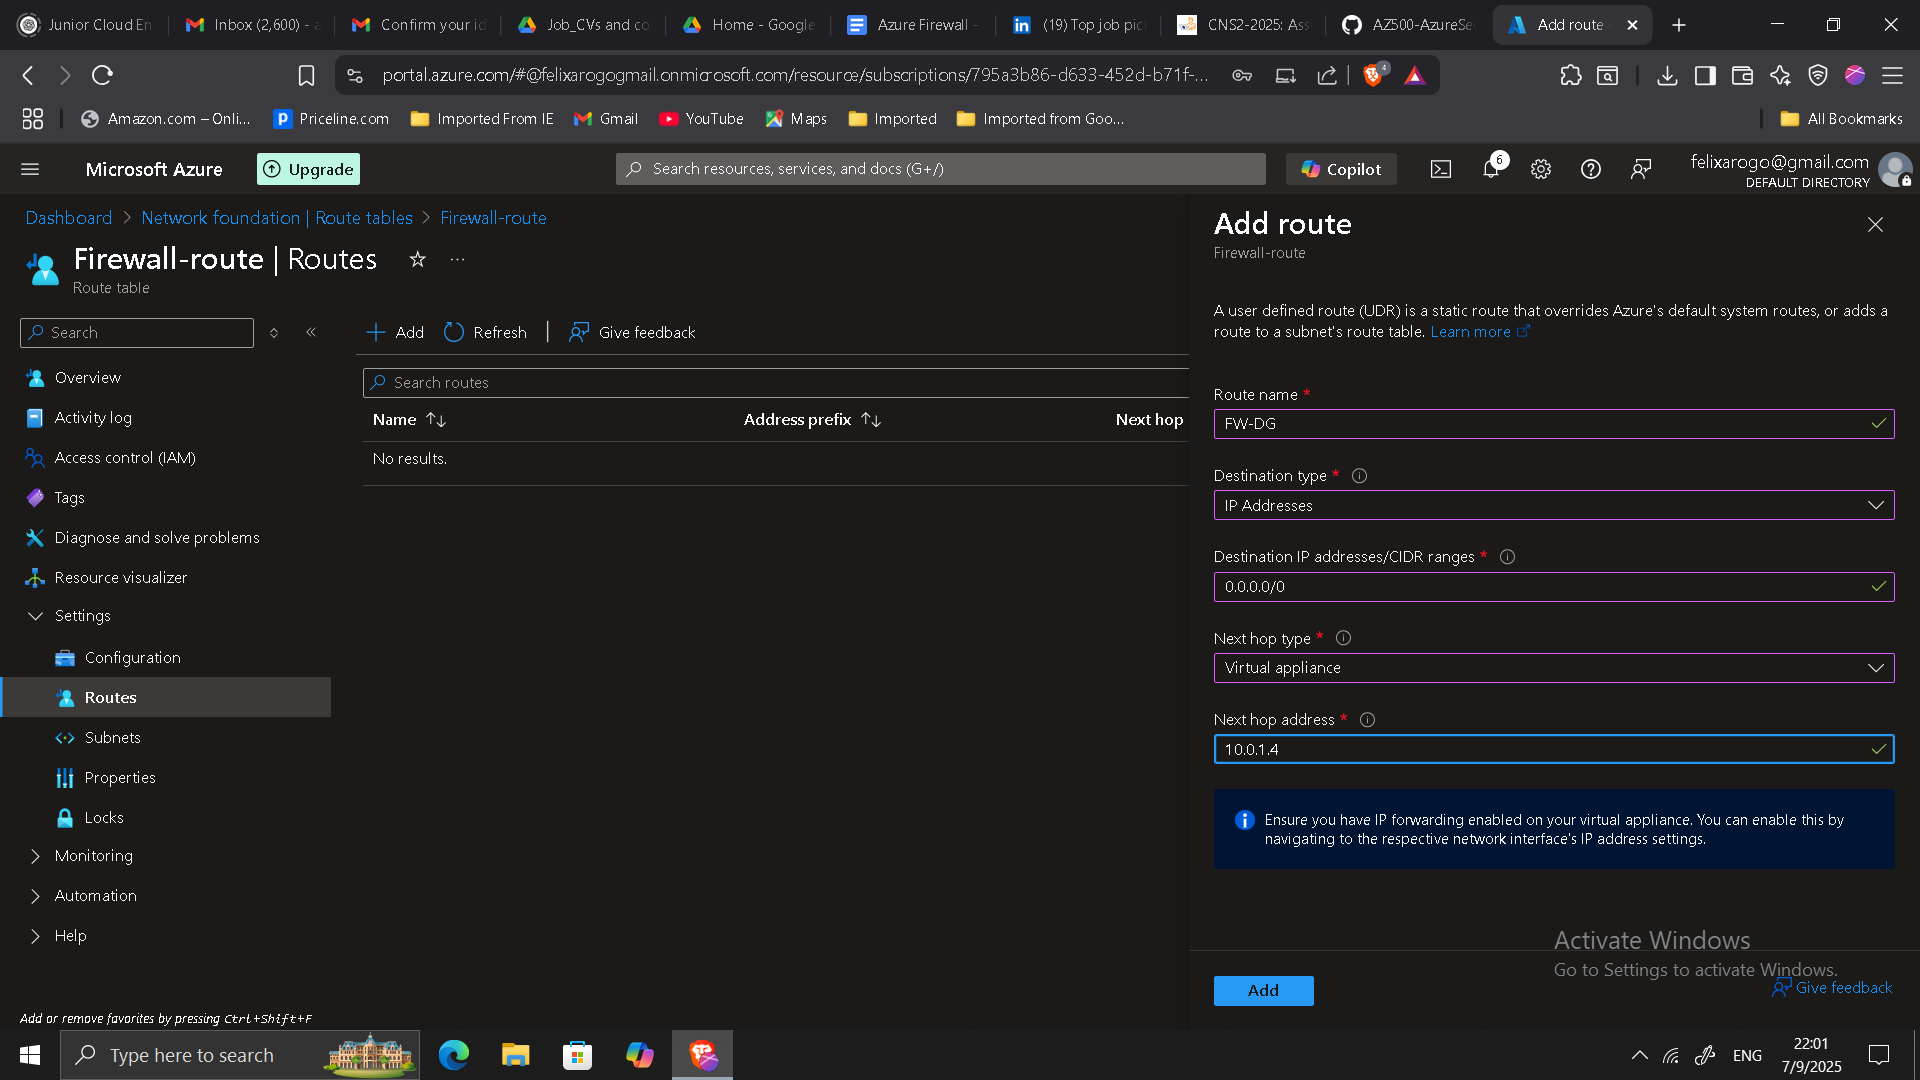 Junior Cloud En
Inbox (2,600) - a
Confirm your id
Job_CVs and co
Home - Google
Azure Firewall -
(19) Top job pic
CNS2-2025: Ass
AZ500-AzureSe
Add route -
portal.azure.com/#@felixarogogmail.onmicrosoft.com/resource/subscriptions/795a3b86-d633-452d-b71f-...
4
Amazon.com – Onli...
Priceline.com
Imported From IE
Gmail
YouTube
Maps
Imported
Imported from Goo...
All Bookmarks
Microsoft Azure
Upgrade
Search resources, services, and docs (G+/)
Copilot
6
felixarogo@gmail.com
DEFAULT DIRECTORY
Dashboard > Network foundation | Route tables > Firewall-route
Firewall-route | Routes
Route table
Search
Overview
Activity log
Access control (IAM)
Tags
Diagnose and solve problems
Resource visualizer
Settings
Configuration
Routes
Subnets
Properties
Locks
Monitoring
Automation
Help
Add or remove favorites by pressing Ctrl+Shift+F
Add
Refresh
Give feedback
Search routes
Name
Address prefix
Next hop
No results.
Add route
Firewall-route
A user defined route (UDR) is a static route that overrides Azure's default system routes, or adds a
route to a subnet's route table. Learn more
Route name *
FW-DG
Destination type *
IP Addresses
Destination IP addresses/CIDR ranges *
0.0.0.0/0
Next hop type *
Virtual appliance
Next hop address *
10.0.1.4
Ensure you have IP forwarding enabled on your virtual appliance. You can enable this by
navigating to the respective network interface's IP address settings.
Activate Windows
Go to Settings to activate Windows.
Add
Give feedback
Type here to search
ENG
22:01
7/9/2025